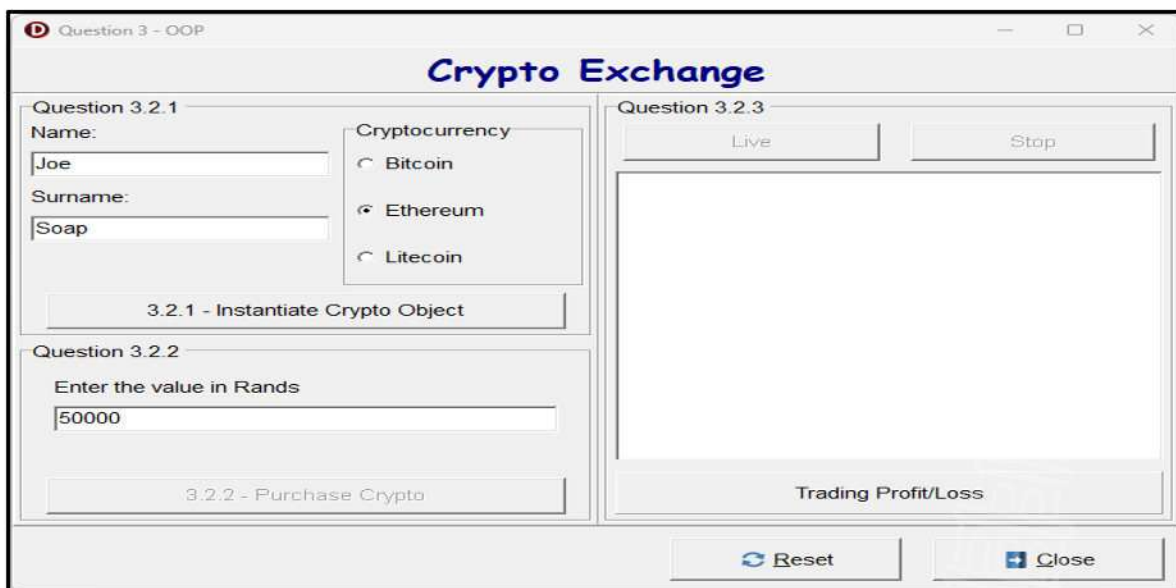 Question 3 - OOP
Crypto Exchange
Question 3.2.1
Name:
Joe
Surname:
Soap
Cryptocurrency
Bitcoin
Ethereum
Litecoin
3.2.1 - Instantiate Crypto Object
Question 3.2.2
Enter the value in Rands
50000
3.2.2 - Purchase Crypto
Question 3.2.3
Live
Stop
Trading Profit/Loss
Reset
Close